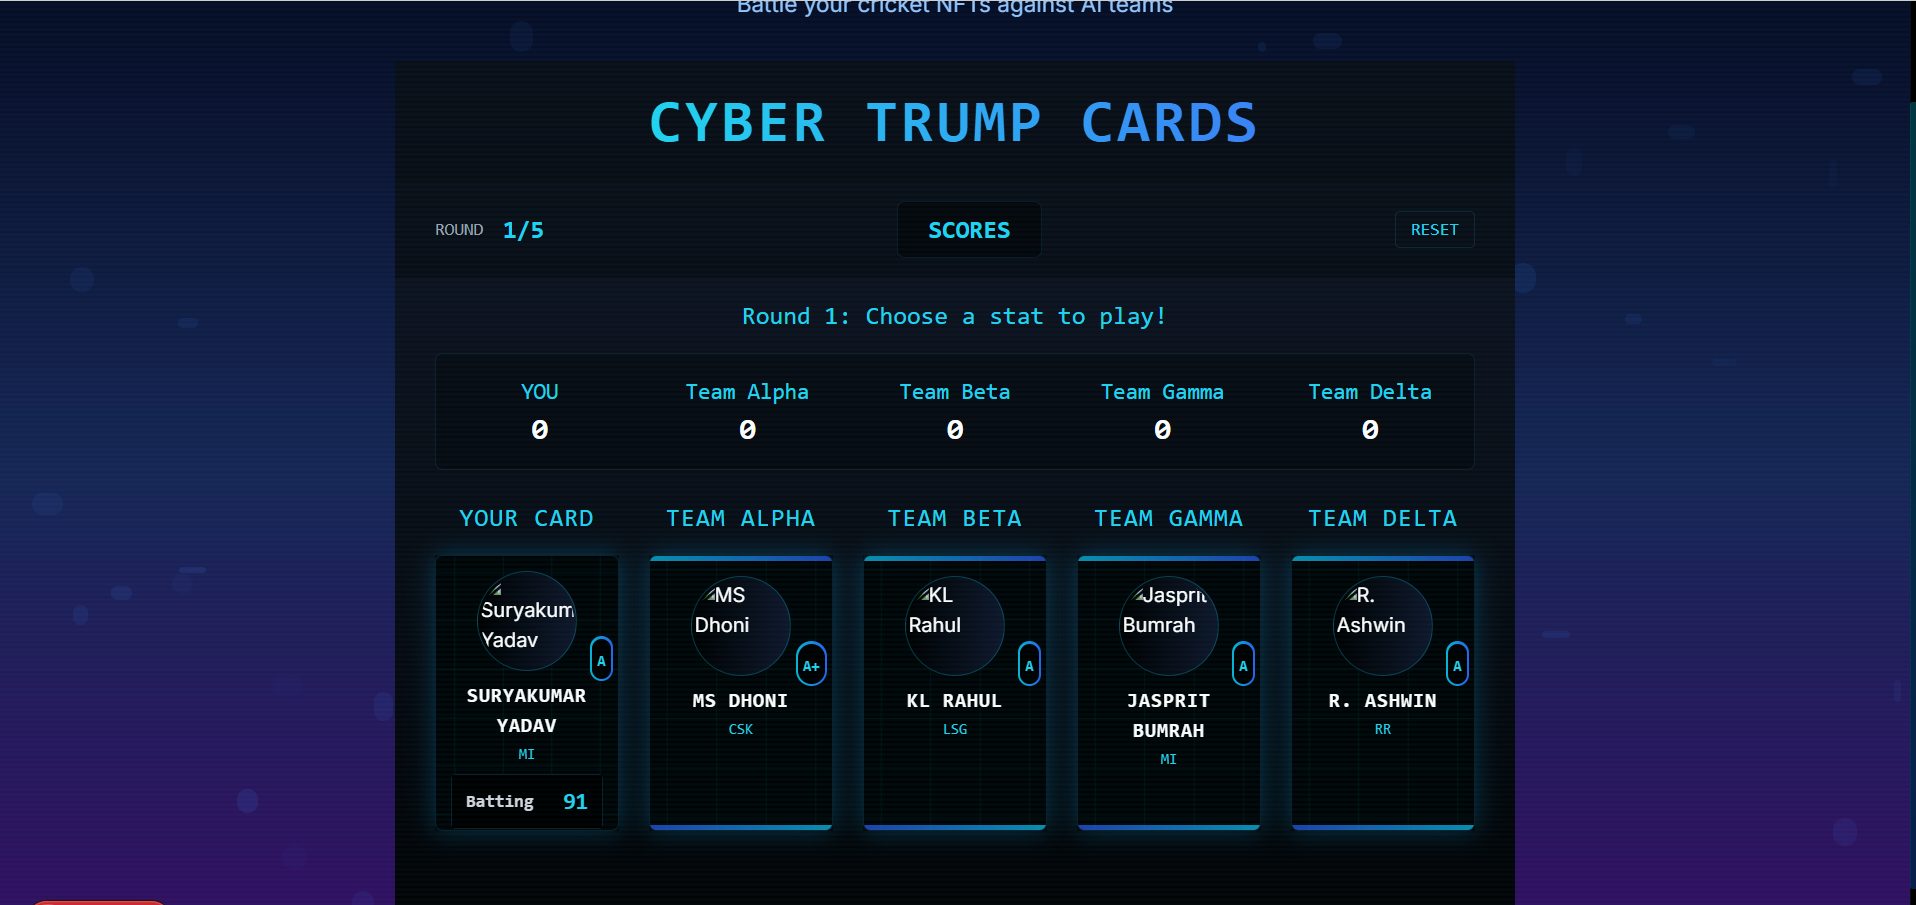 Battle your cricket NFTs against AI teams
CYBER TRUMP CARDS
ROUND 1/5
SCORES
RESET
Round 1: Choose a stat to play!
YOU
0
Team Alpha
0
Team Beta
0
Team Gamma
0
Team Delta
0
YOUR CARD
Suryakum
Yadav
A
SURYAKUMAR
YADAV
MI
Batting 91
TEAM ALPHA
MS
Dhoni
A+
MS DHONI
CSK
TEAM BETA
KL
Rahul
A
KL RAHUL
LSG
TEAM GAMMA
Jasprit
Bumrah
A
JASPRIT
BUMRAH
MI
TEAM DELTA
R.
Ashwin
A
R. ASHWIN
RR